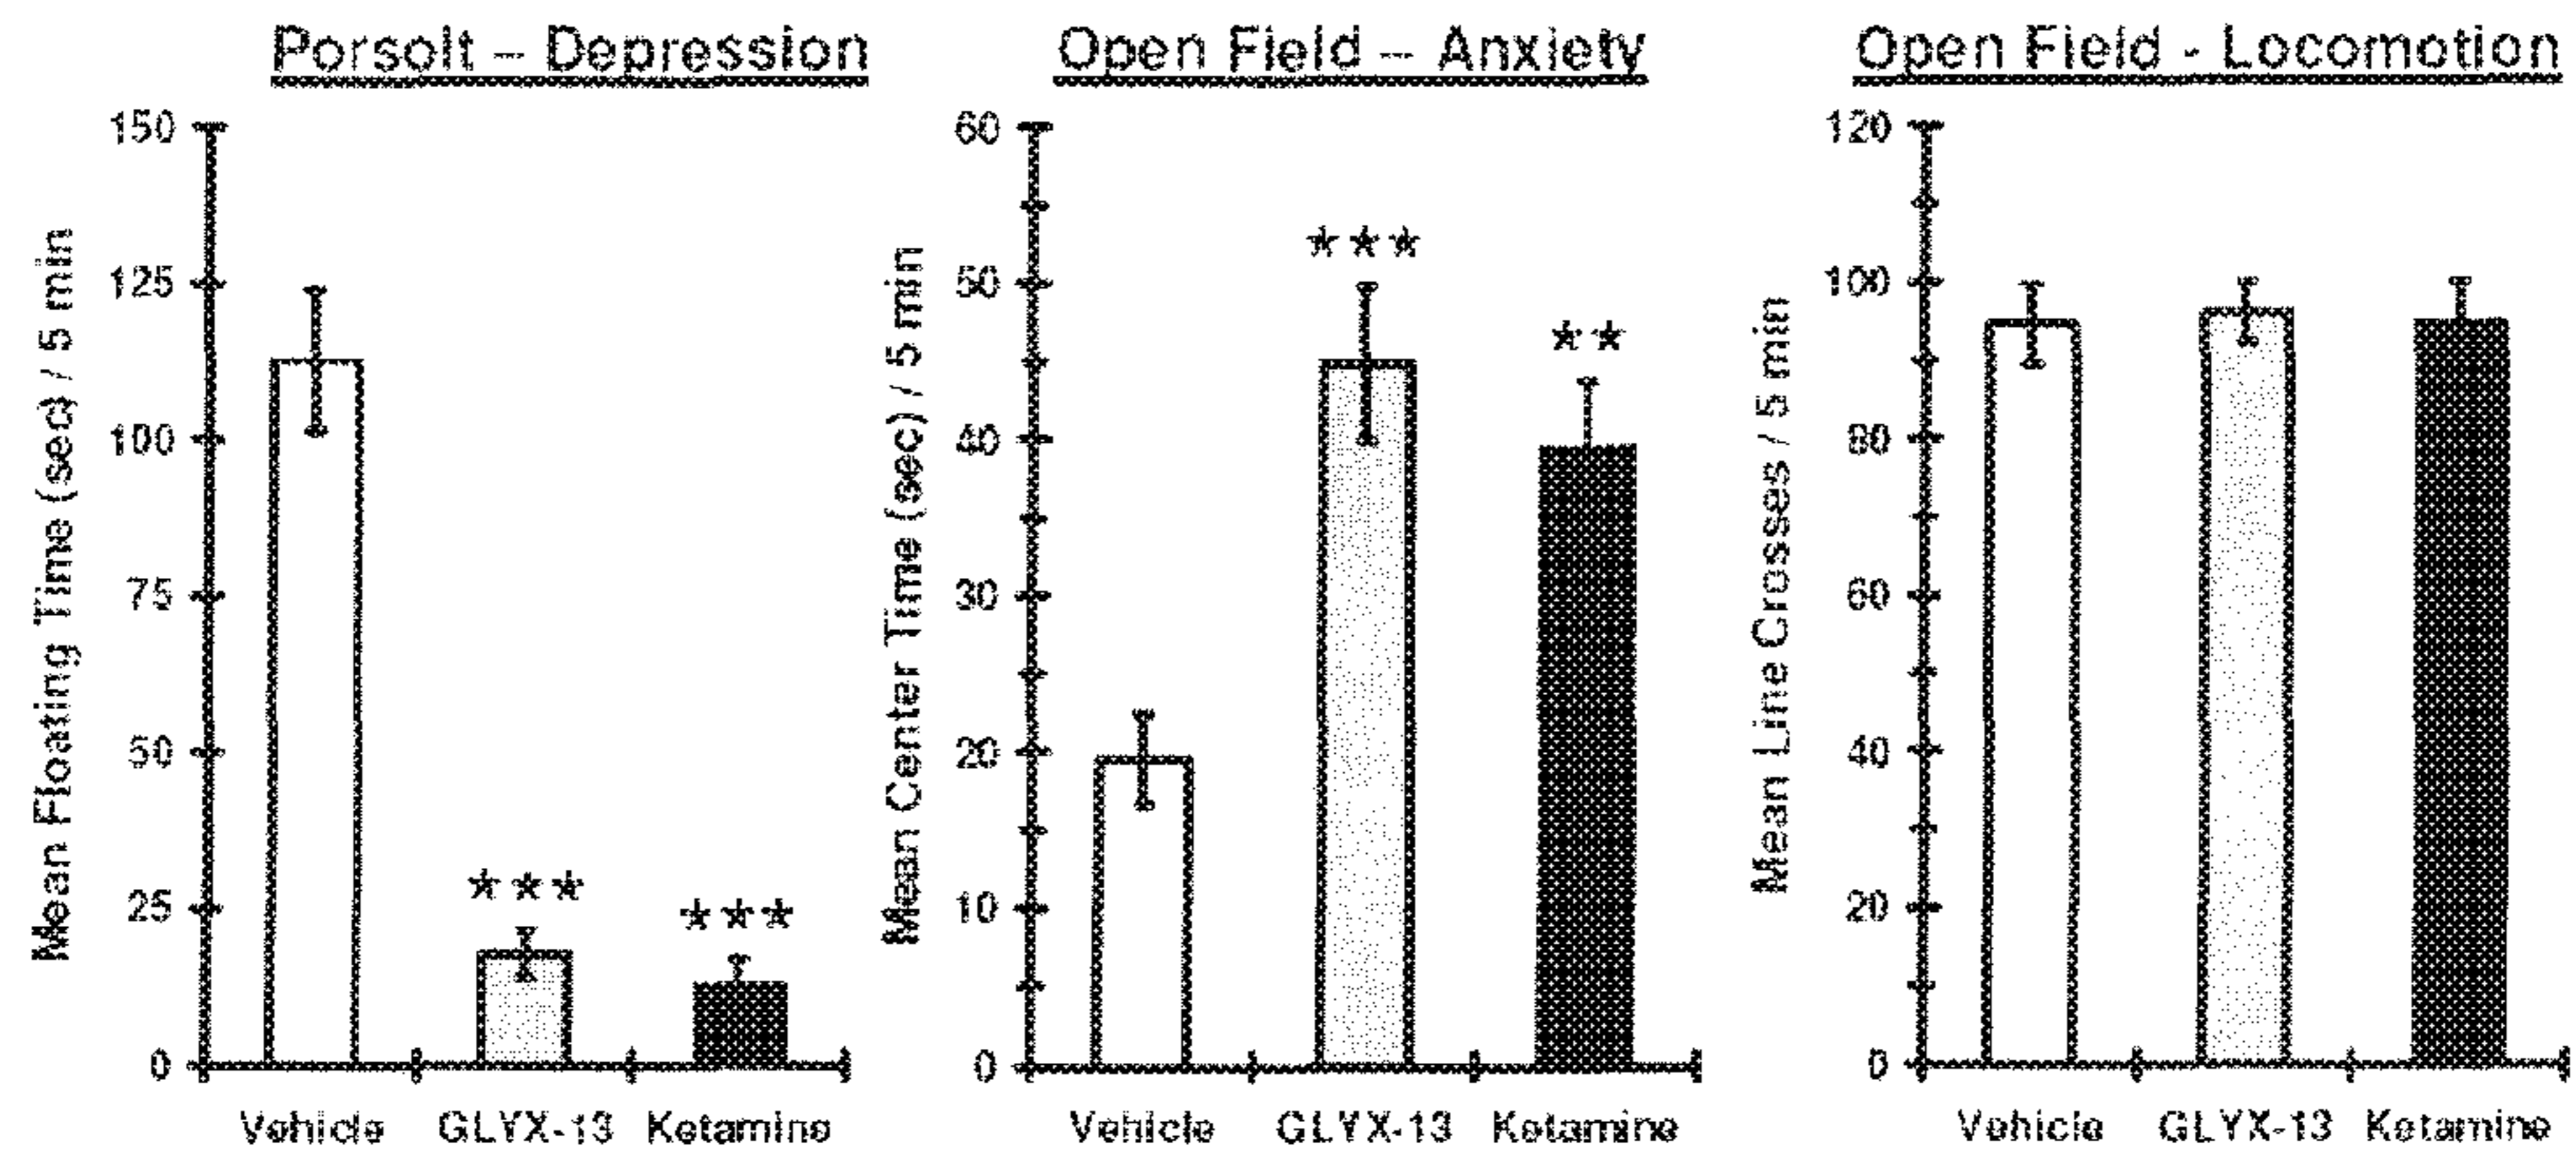 Porsolt – Depression
Mean Floating Time (sec) / 5 min
150
125
100
75
50
25
0
***
***
Vehicle GLYX-13 Ketamine
Open Field – Anxiety
Mean Center Time (sec) / 5 min
60
50
40
30
20
10
0
***
**
Vehicle GLYX-13 Ketamine
Open Field - Locomotion
Mean Line Crosses / 5 min
120
100
80
60
40
20
0
Vehicle GLYX-13 Ketamine